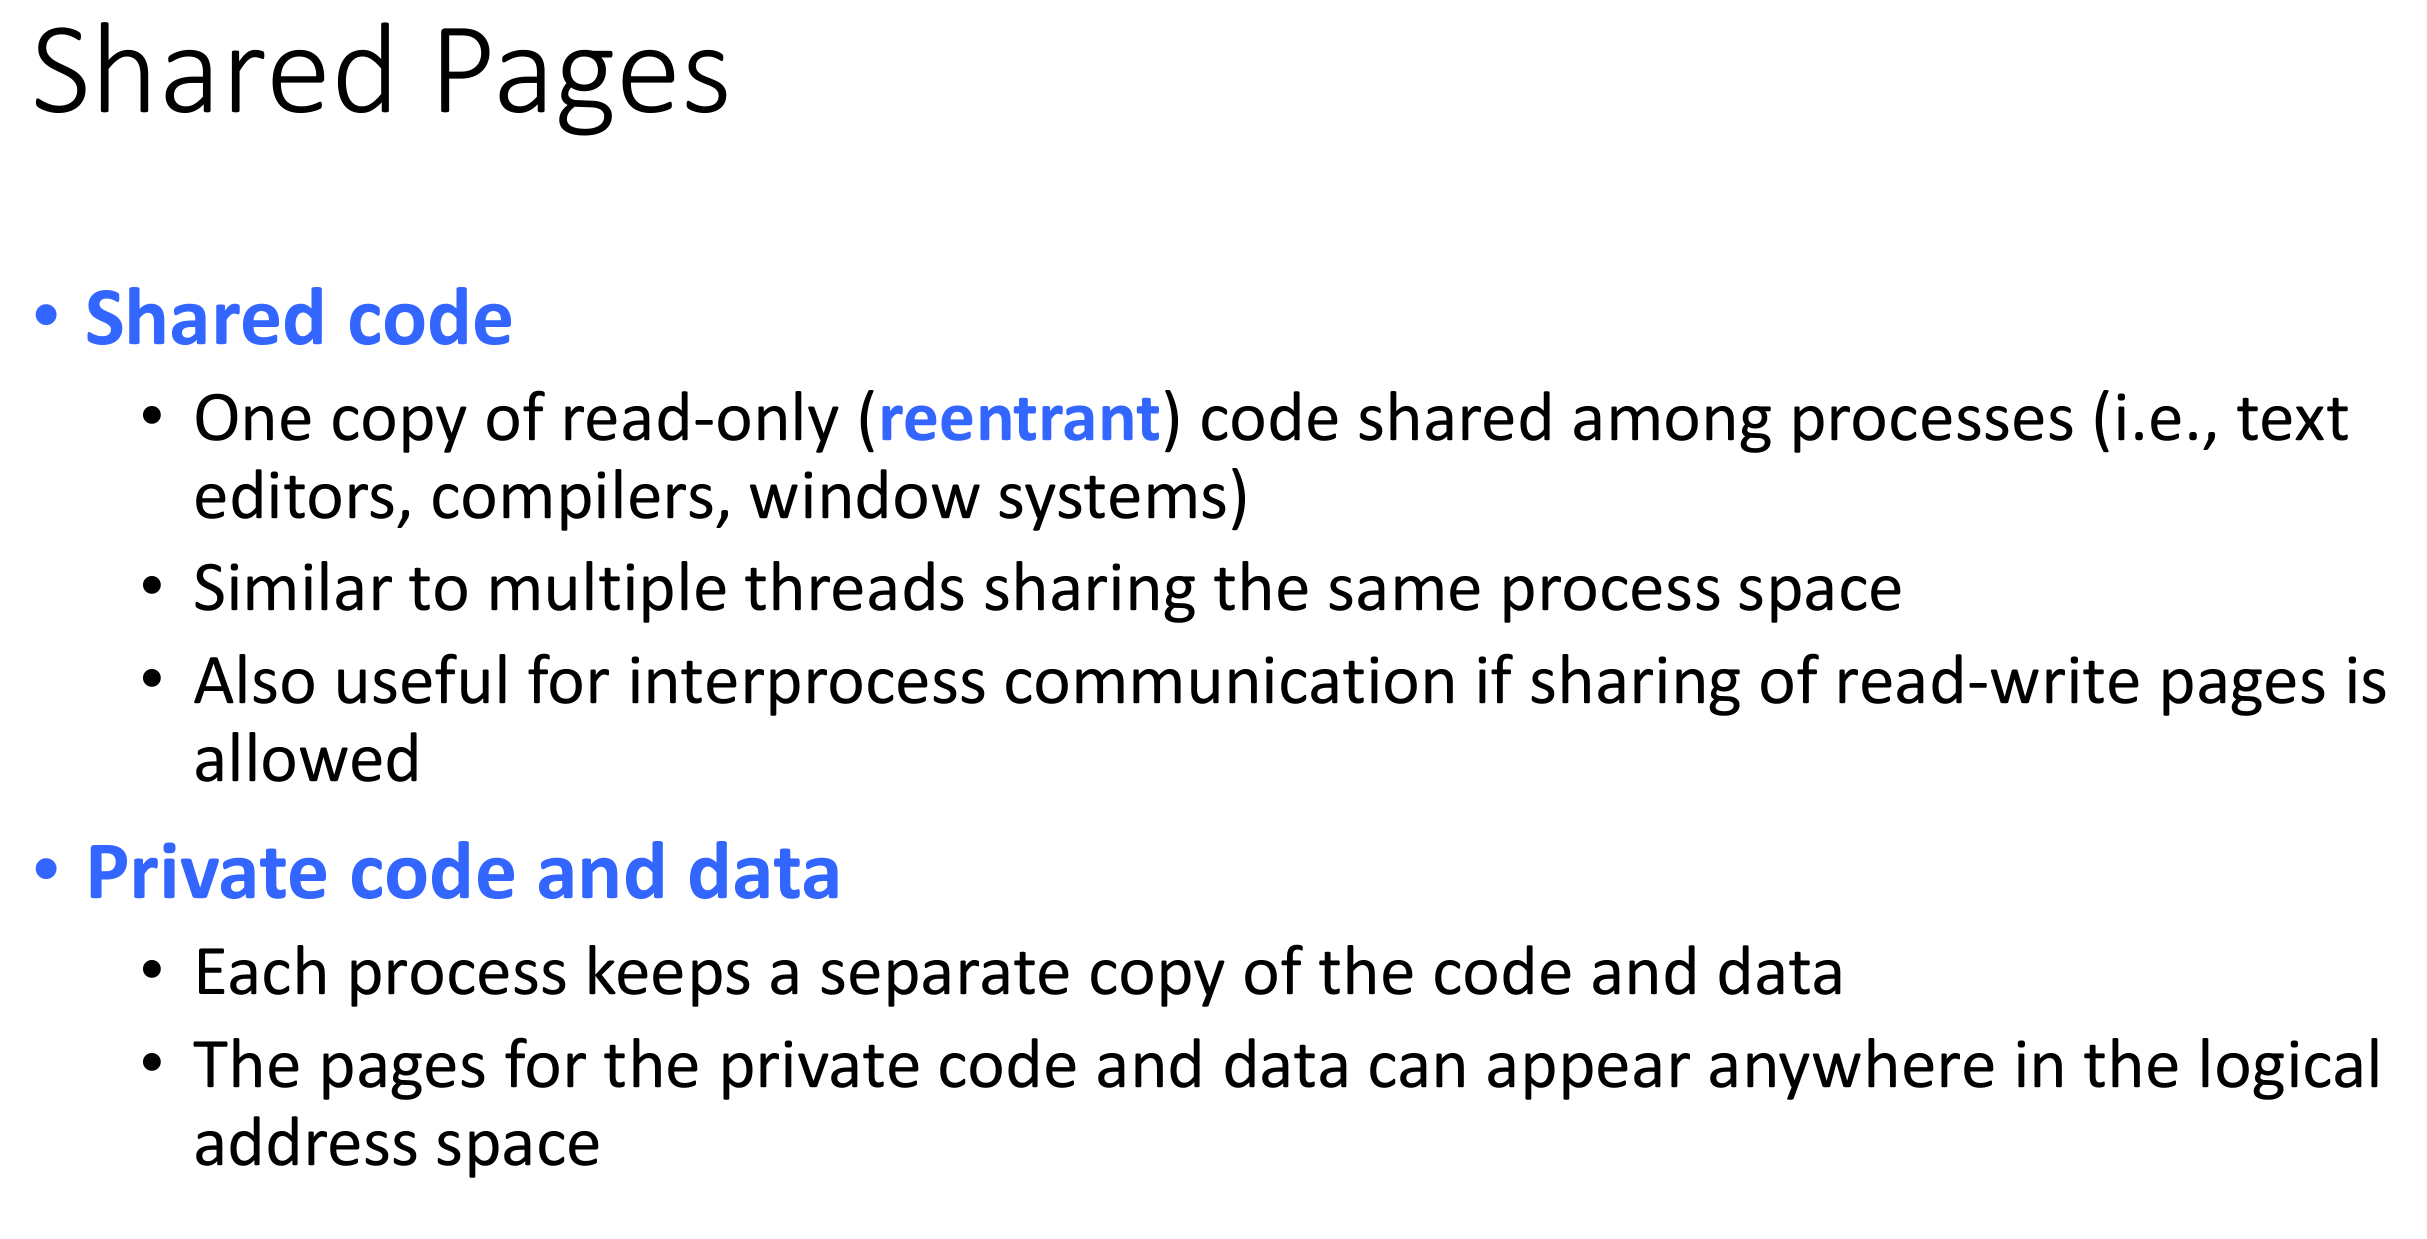 Shared Pages
• Shared code
• One copy of read-only (reentrant) code shared among processes (i.e., text
editors, compilers, window systems)
• Similar to multiple threads sharing the same process space
• Also useful for interprocess communication if sharing of read-write pages is
allowed
• Private code and data
• Each process keeps a separate copy of the code and data
• The pages for the private code and data can appear anywhere in the logical
address space